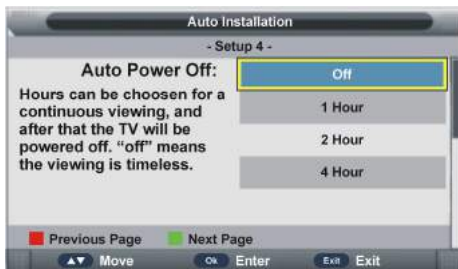 Auto Installation
- Setup 4 -
Auto Power Off:
Hours can be choosen for a
continuous viewing, and
after that the TV will be
powered off. “off” means
the viewing is timeless.
Off
1 Hour
2 Hour
4 Hour
Previous Page Next Page
▲▼ Move Ok Enter Exit Exit